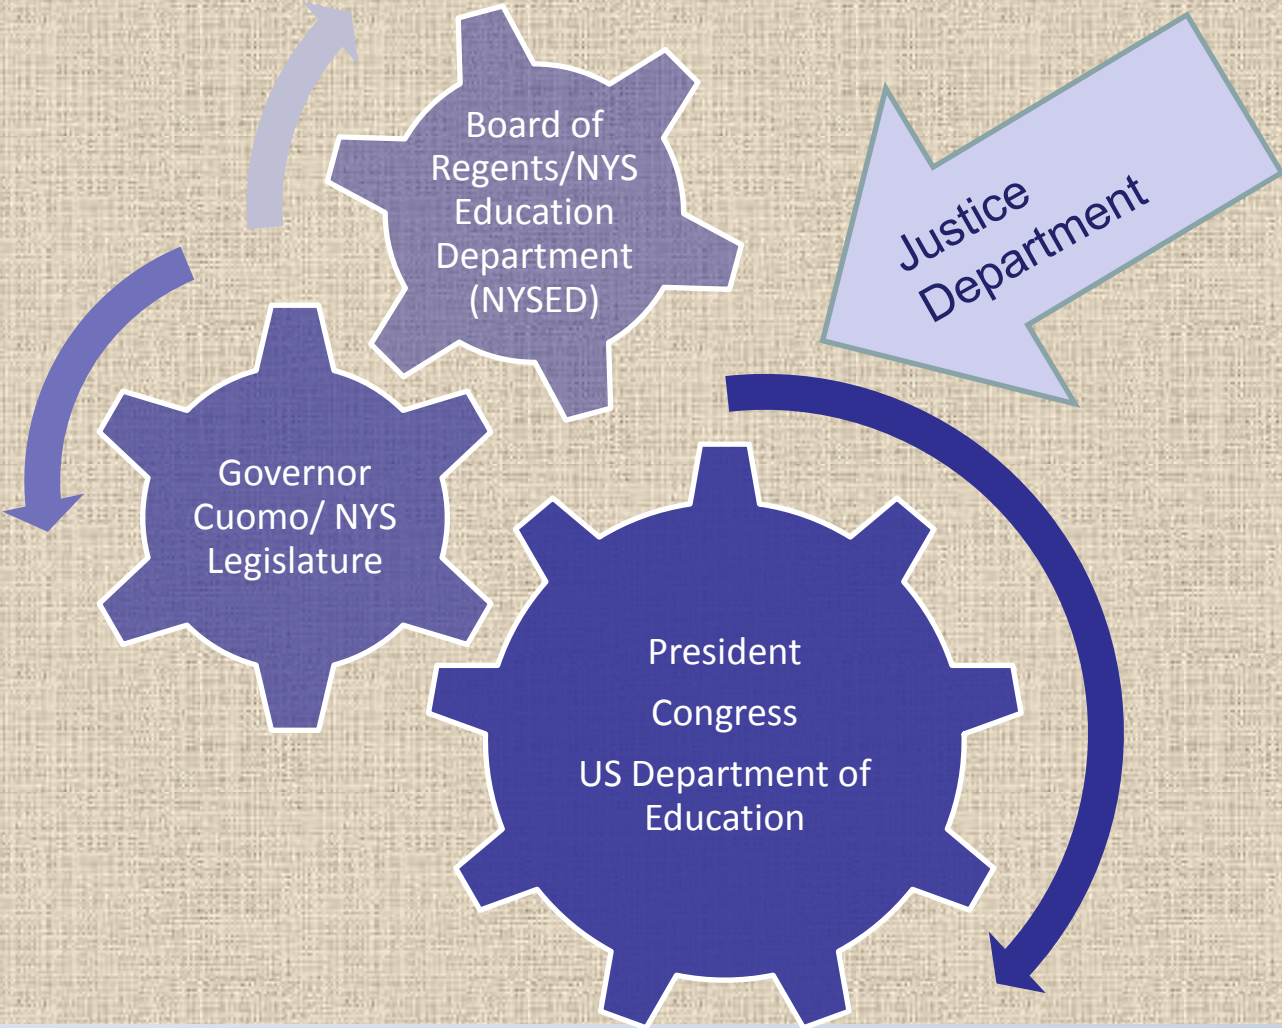 Board of
Regents/NYS
Education
Department
(NYSED)
Justice
Department
Governor
Cuomo/ NYS
Legislature
President
Congress
US Department of
Education